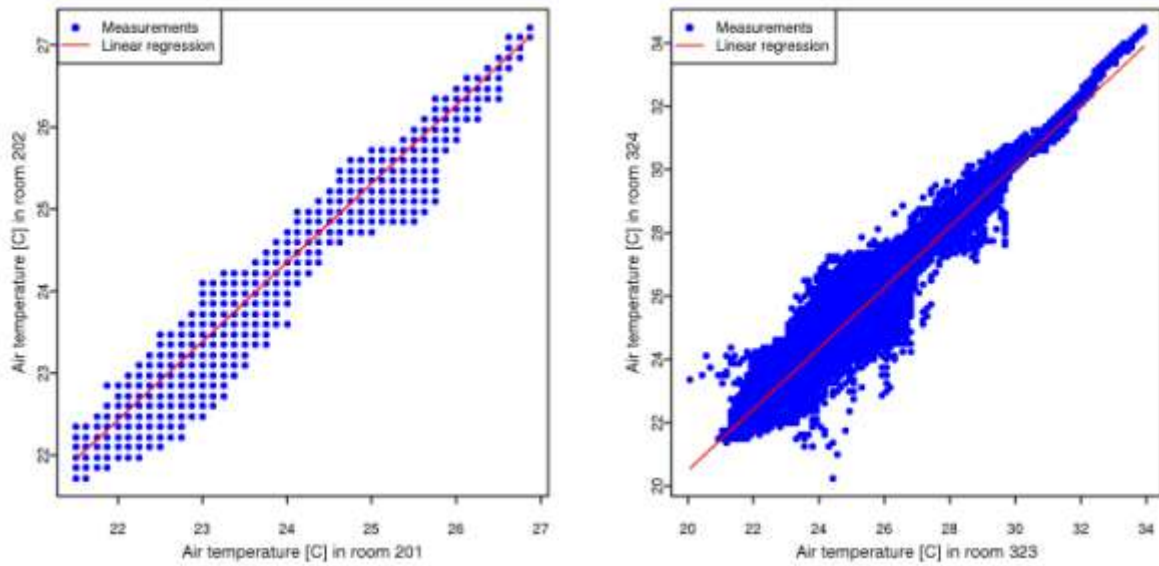 Measurements
Linear regression
27
26
25
24
23
22
Air temperature [C] in room 202
22 23 24 25 26 27
Air temperature [C] in room 201
Measurements
Linear regression
34
32
30
28
26
24
22
20
Air temperature [C] in room 324
20 22 24 26 28 30 32 34
Air temperature [C] in room 323